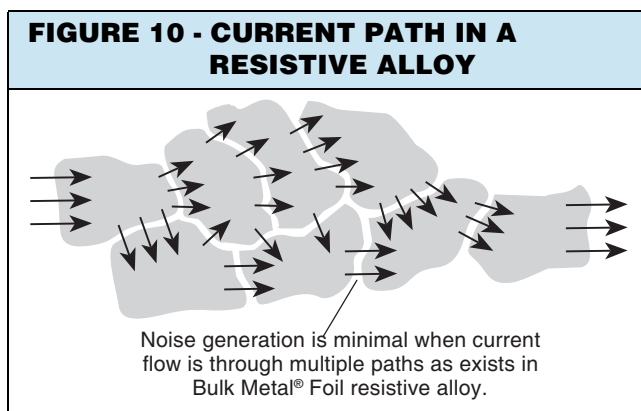 FIGURE 10 - CURRENT PATH IN A
RESISTIVE ALLOY
Noise generation is minimal when current
flow is through multiple paths as exists in
Bulk Metal® Foil resistive alloy.